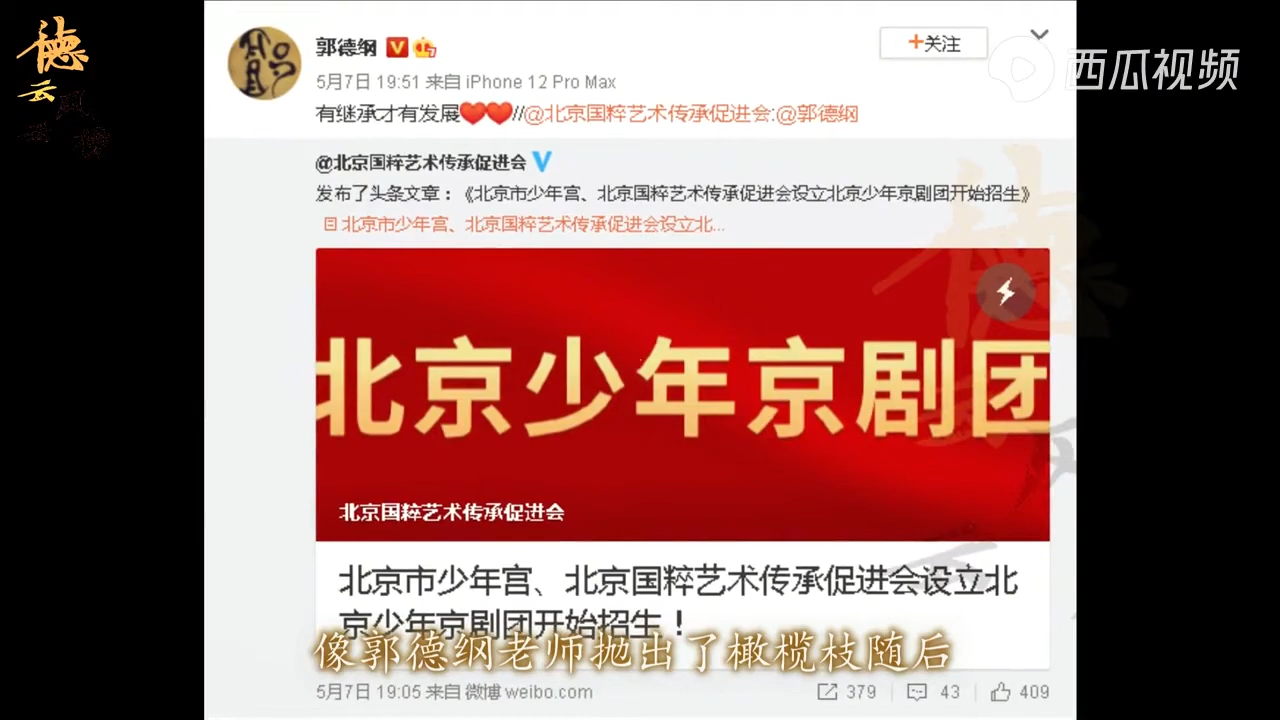 德
云
郭德纲
+关注
西瓜视频
5月7日 19:51 来自 iPhone 12 Pro Max
有继承才有发展❤❤//@北京国粹艺术传承促进会:@郭德纲
@北京国粹艺术传承促进会
发布了头条文章：《北京市少年宫、北京国粹艺术传承促进会设立北京少年京剧团开始招生》
北京市少年宫、北京国粹艺术传承促进会设立北...
北京少年京剧团
北京国粹艺术传承促进会
北京市少年宫、北京国粹艺术传承促进会设立北
京少年京剧团开始招生！
像郭德纲老师抛出了橄榄枝随后
5月7日 19:05 来自 微博 weibo.com
379 43 409